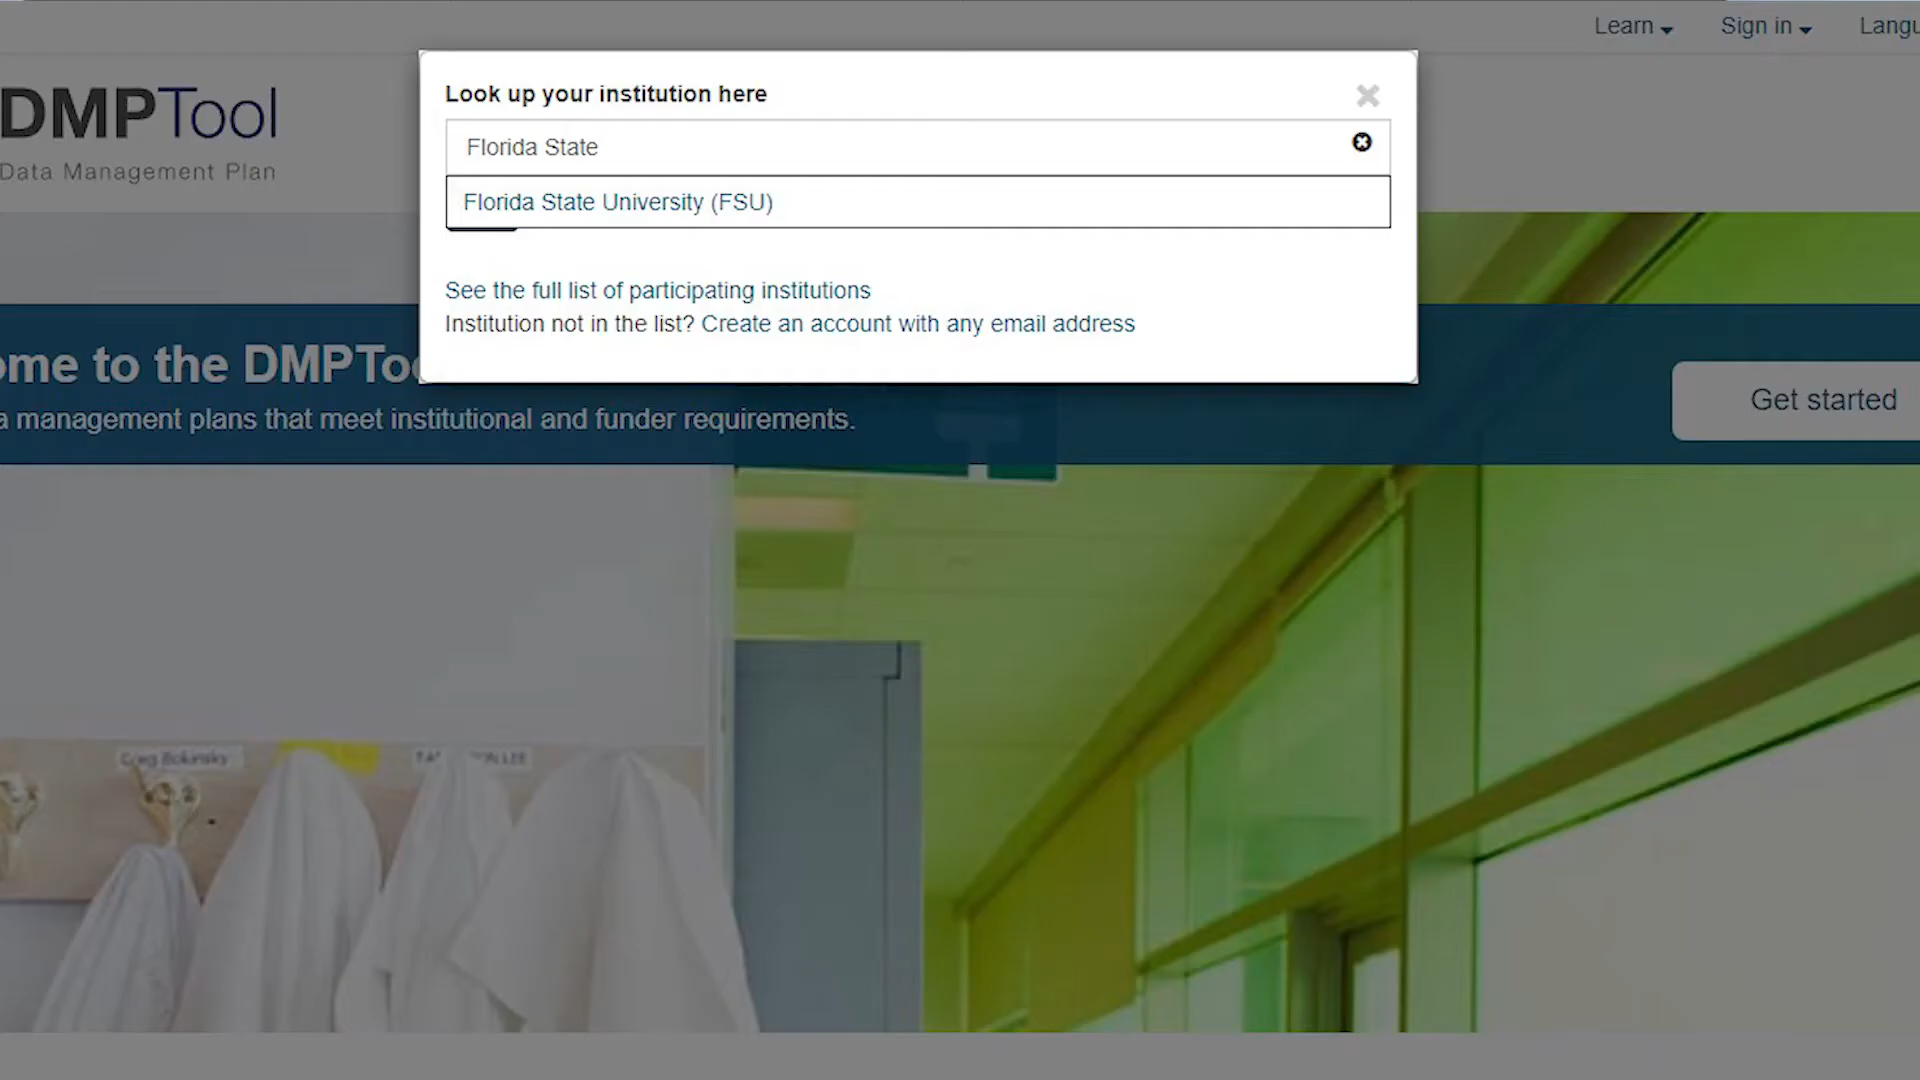 Learn
Sign in
Langu
DMPTool
Data Management Plan
Look up your institution here
Florida State
Florida State University (FSU)
See the full list of participating institutions
Institution not in the list? Create an account with any email address
ome to the DMPToo
a management plans that meet institutional and funder requirements.
Get started